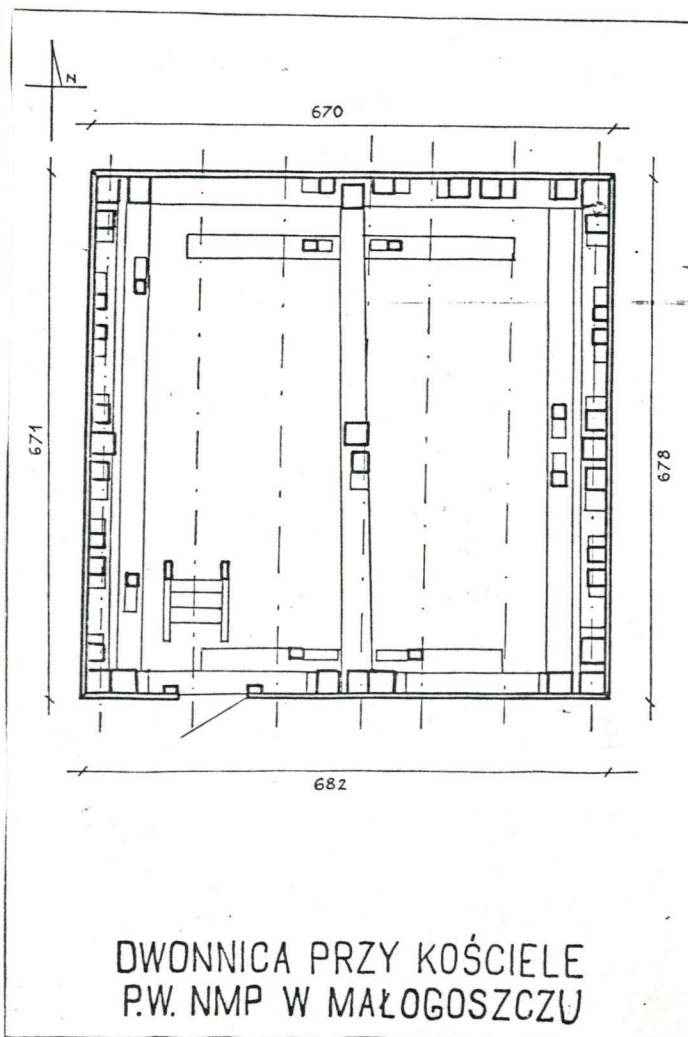 N
670
671
678
682
DWONNICA PRZY KOŚCIELE
P.W. NMP W MAŁOGOSZCZU